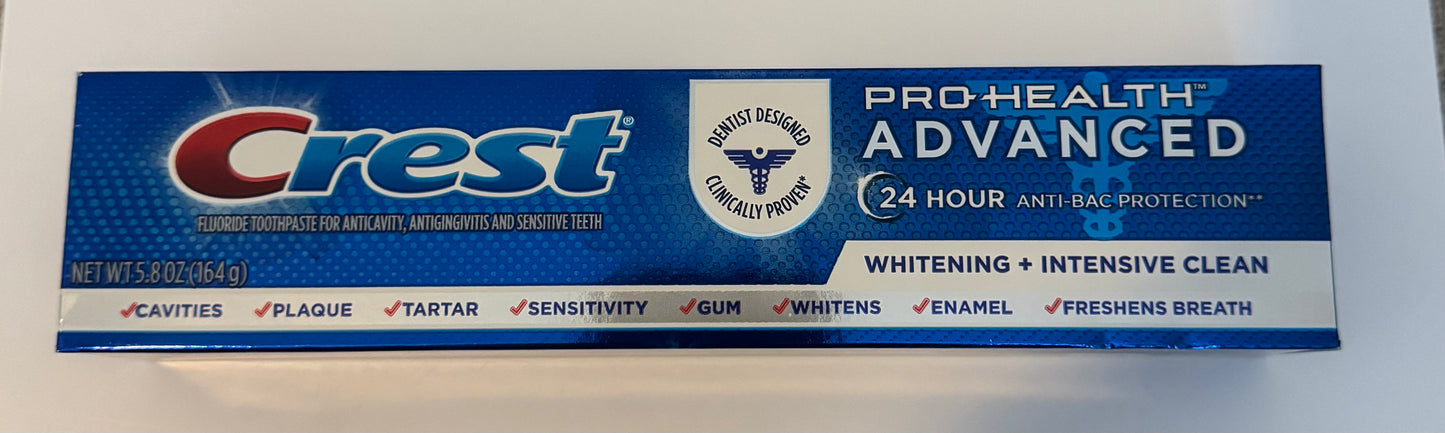 Crest®
FLUORIDE TOOTHPASTE FOR ANTICAVITY, ANTIGINGIVITIS AND SENSITIVE TEETH
NET WT 5.8 OZ (164 g)
DENTIST DESIGNED
CLINICALLY PROVEN*
PRO-HEALTH™
ADVANCED
24 HOUR ANTI-BAC PROTECTION**
WHITENING + INTENSIVE CLEAN
✓CAVITIES ✓PLAQUE ✓TARTAR ✓SENSITIVITY ✓GUM ✓WHITENS ✓ENAMEL ✓FRESHENS BREATH